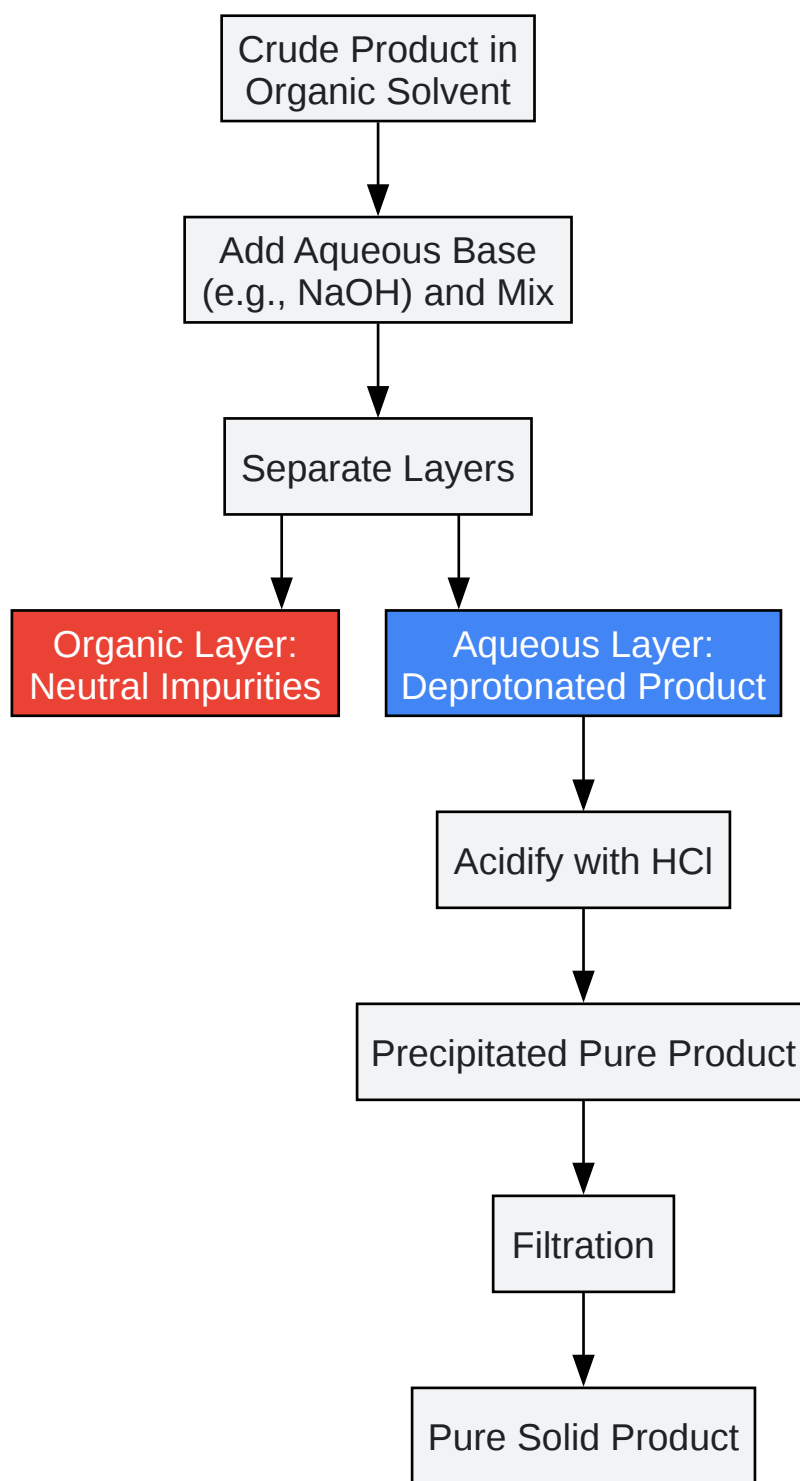 Crude Product in
Organic Solvent
Add Aqueous Base
(e.g., NaOH) and Mix
Separate Layers
Organic Layer:
Neutral Impurities
Aqueous Layer:
Deprotonated Product
Acidify with HCl
Precipitated Pure Product
Filtration
Pure Solid Product